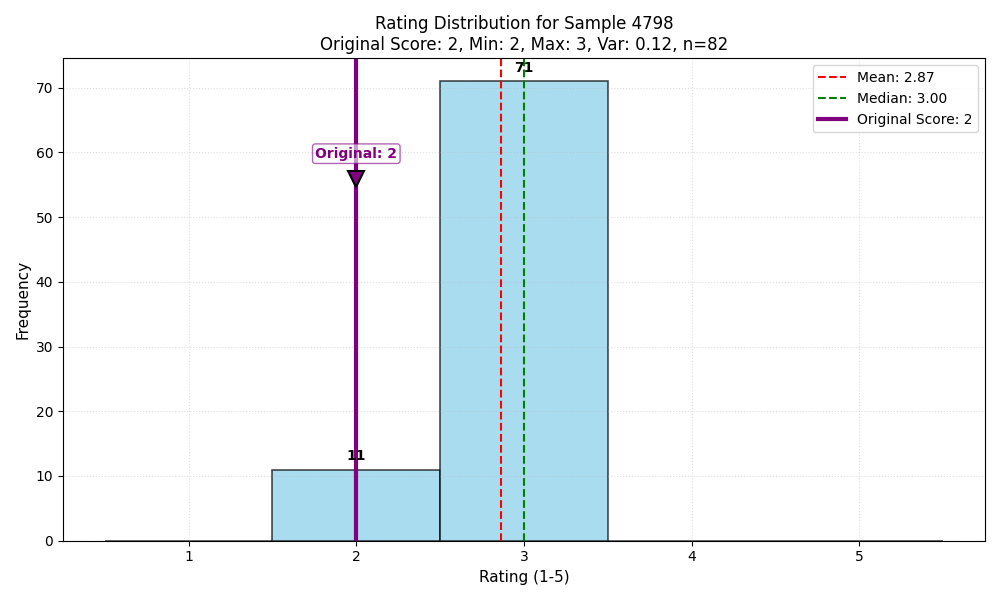 Rating Distribution for Sample 4798
Original Score: 2, Min: 2, Max: 3, Var: 0.12, n=82
71
Mean: 2.87
Median: 3.00
Original Score: 2
Original: 2
11
Frequency
70
60
50
40
30
20
10
0
1 2 3 4 5
Rating (1-5)